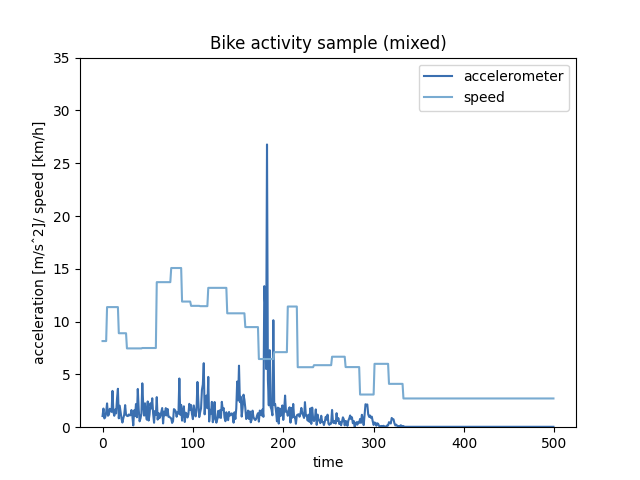 Bike activity sample (mixed)
accelerometer
speed
acceleration [m/sˆ2]/ speed [km/h]
35
30
25
20
15
10
5
0
0 100 200 300 400 500
time